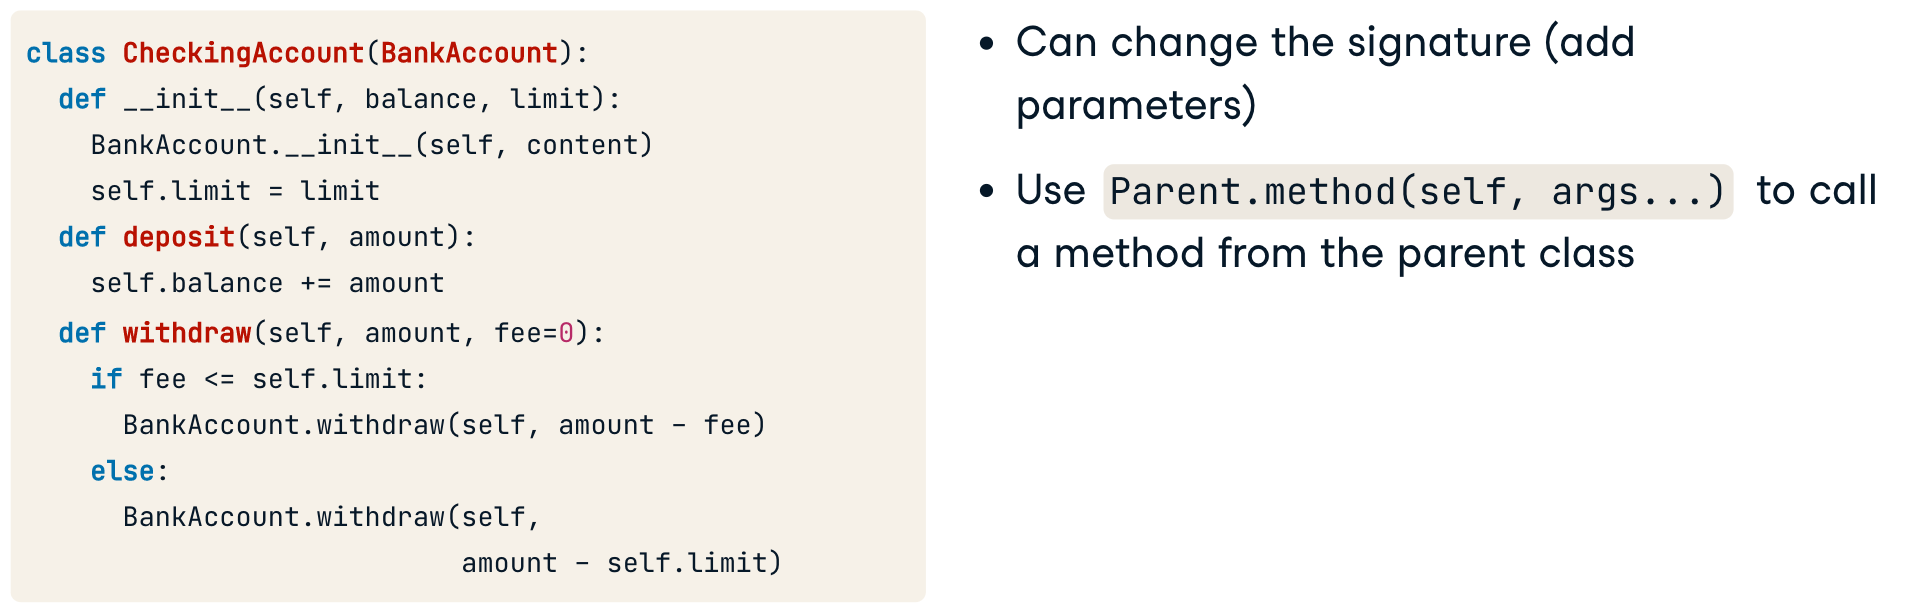 class CheckingAccount(BankAccount):
  def __init__(self, balance, limit):
    BankAccount.__init__(self, content)
    self.limit = limit
  def deposit(self, amount):
    self.balance += amount
  def withdraw(self, amount, fee=0):
    if fee <= self.limit:
      BankAccount.withdraw(self, amount - fee)
    else:
      BankAccount.withdraw(self,
                           amount - self.limit)
• Can change the signature (add
parameters)
• Use Parent.method(self, args...) to call
a method from the parent class